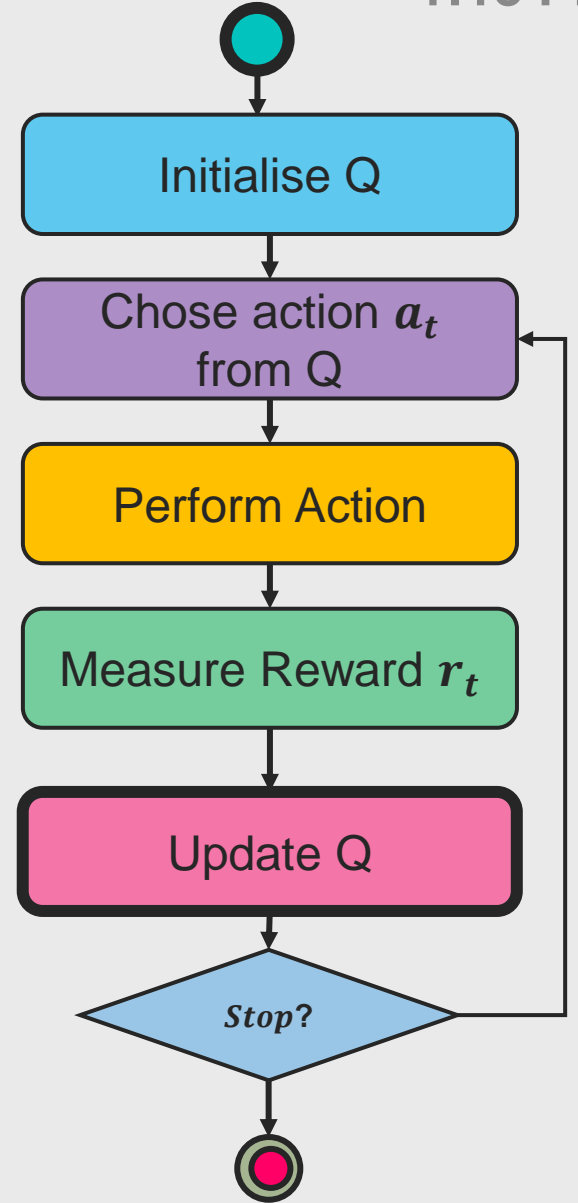 Initialise Q
Chose action a_t
from Q
Perform Action
Measure Reward r_t
Update Q
Stop?